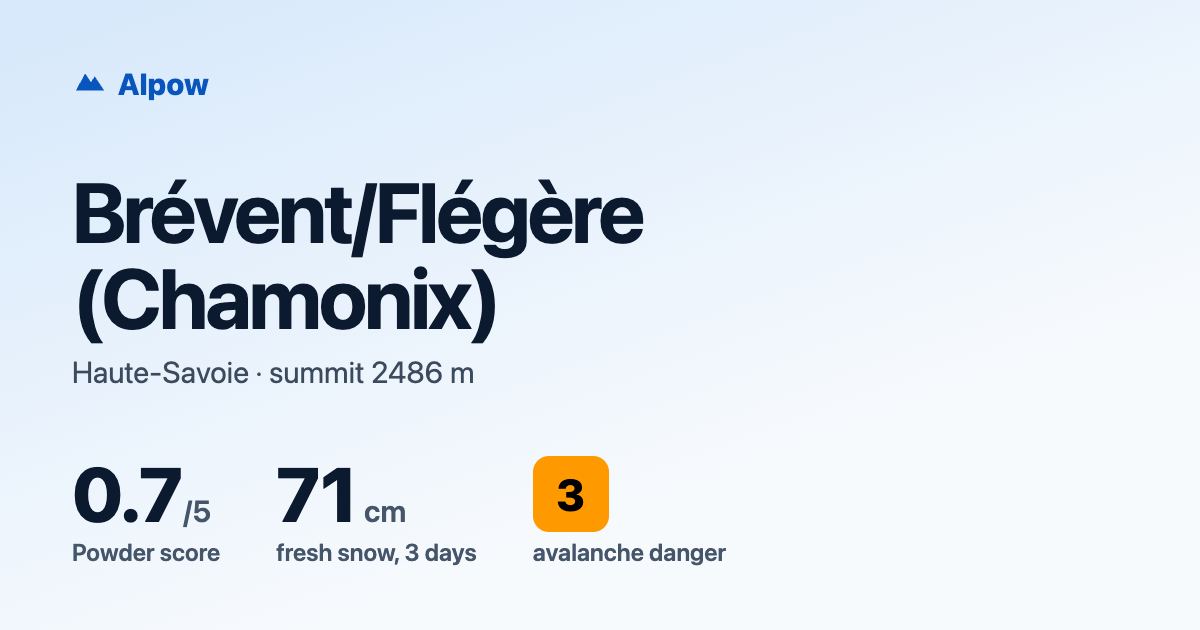 Alpow
Brévent/Flégère
(Chamonix)
Haute-Savoie · summit 2486 m
0.7/5
Powder score
71 cm
fresh snow, 3 days
3
avalanche danger